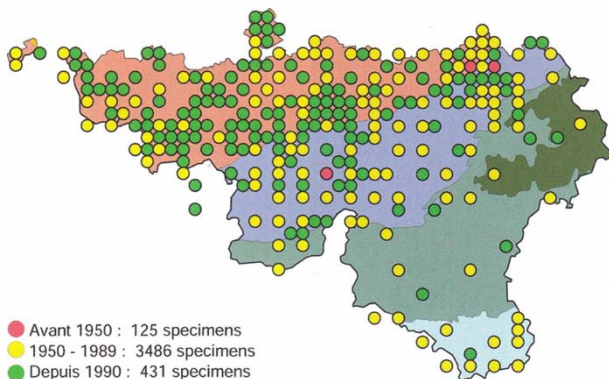 Avant 1950 : 125 specimens
1950 - 1989 : 3486 specimens
Depuis 1990 : 431 specimens